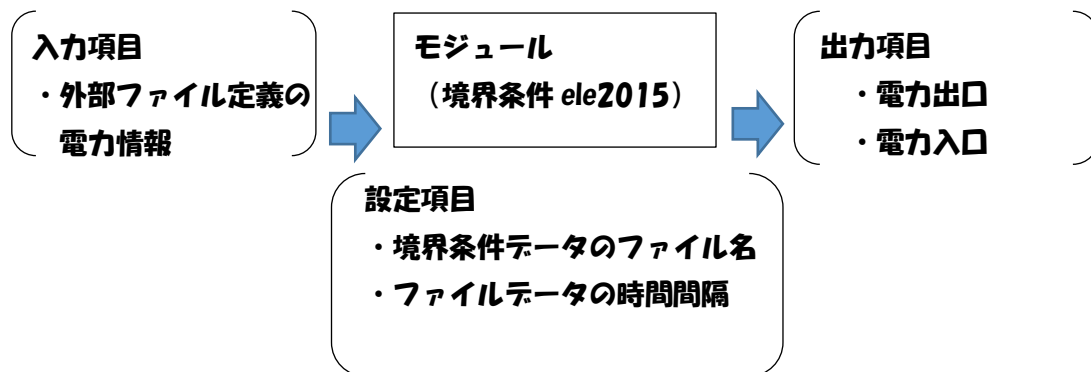 入力項目
・外部ファイル定義の
電力情報
モジュール
（境界条件 ele2015）
出力項目
・電力出口
・電力入口
設定項目
・境界条件データのファイル名
・ファイルデータの時間間隔